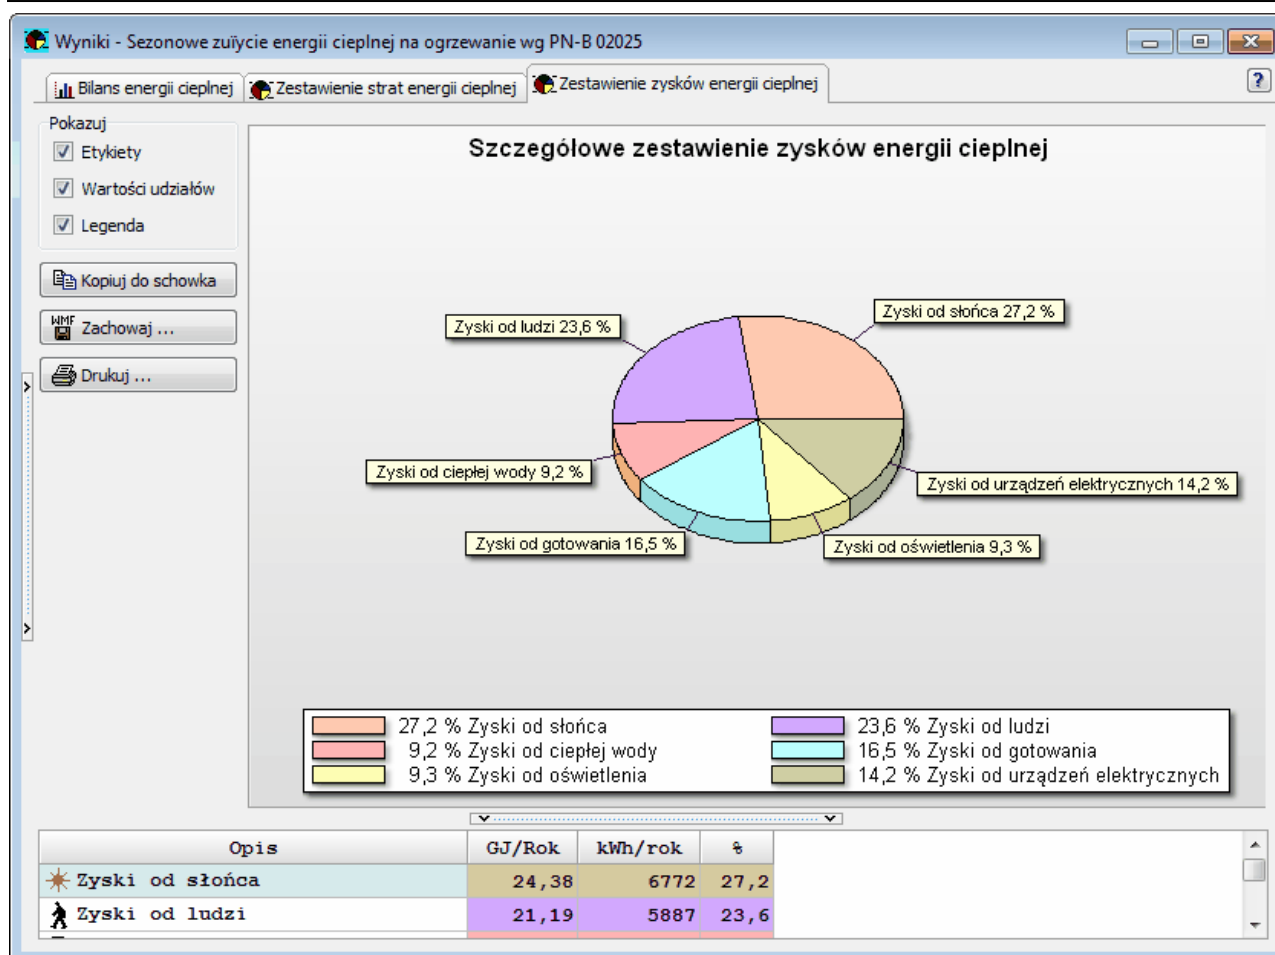 Wyniki - Sezonowe zuïycie energii cieplnej na ogrzewanie wg PN-B 02025
Bilans energii cieplnej Zestawienie strat energii cieplnej Zestawienie zysków energii cieplnej ?
Pokazuj
Etykiety
Wartości udziałów
Legenda
Kopiuj do schowka
WMF Zachowaj ...
Drukuj ...
Szczegółowe zestawienie zysków energii cieplnej
Zyski od słońca 27,2 %
Zyski od ludzi 23,6 %
Zyski od ciepłej wody 9,2 %
Zyski od urządzeń elektrycznych 14,2 %
Zyski od gotowania 16,5 %
Zyski od oświetlenia 9,3 %
27,2 % Zyski od słońca 23,6 % Zyski od ludzi
9,2 % Zyski od ciepłej wody 16,5 % Zyski od gotowania
9,3 % Zyski od oświetlenia 14,2 % Zyski od urządzeń elektrycznych
Opis GJ/Rok kWh/rok %
Zyski od słońca 24,38 6772 27,2
Zyski od ludzi 21,19 5887 23,6